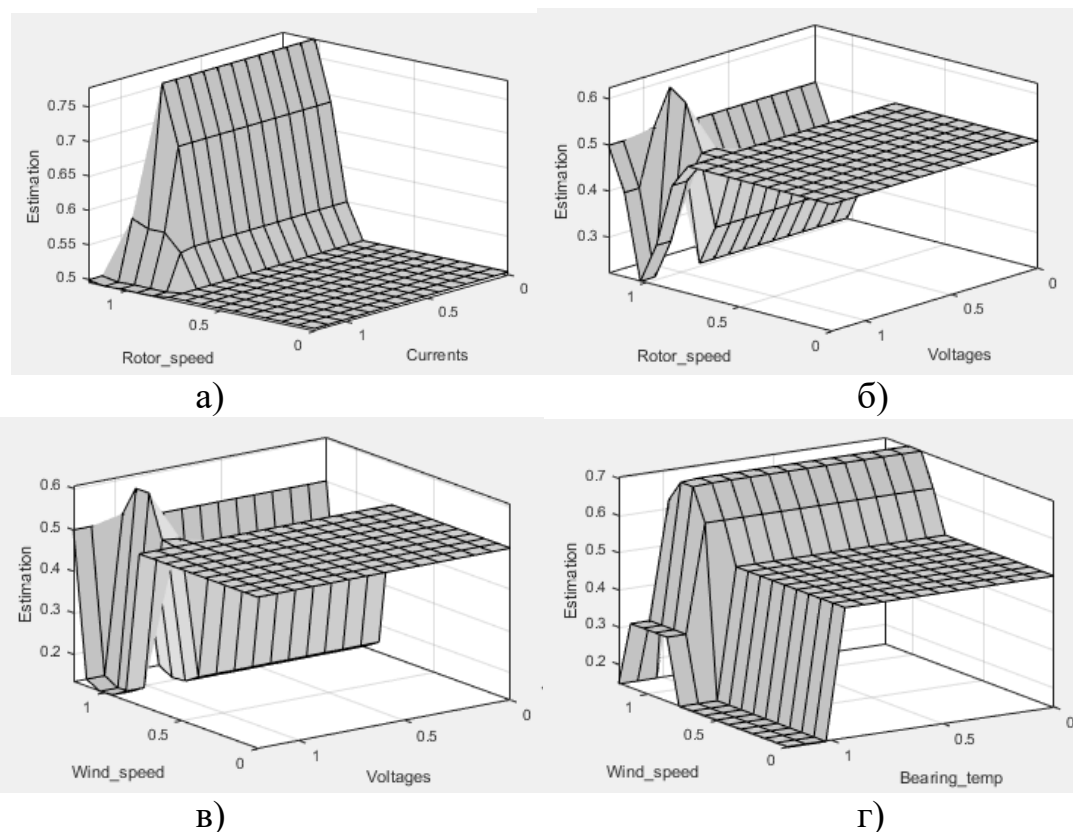 0.75
0.7
0.65
0.6
0.55
0.5
Estimation
1
0.5
0
Rotor_speed
1
0.5
0
Currents
а)
0.6
0.5
0.4
0.3
Estimation
1
0.5
0
Rotor_speed
1
0.5
0
Voltages
б)
0.6
0.5
0.4
0.3
0.2
Estimation
1
0.5
0
Wind_speed
1
0.5
0
Voltages
в)
0.7
0.6
0.5
0.4
0.3
0.2
Estimation
1
0.5
0
Wind_speed
1
0.5
0
Bearing_temp
г)